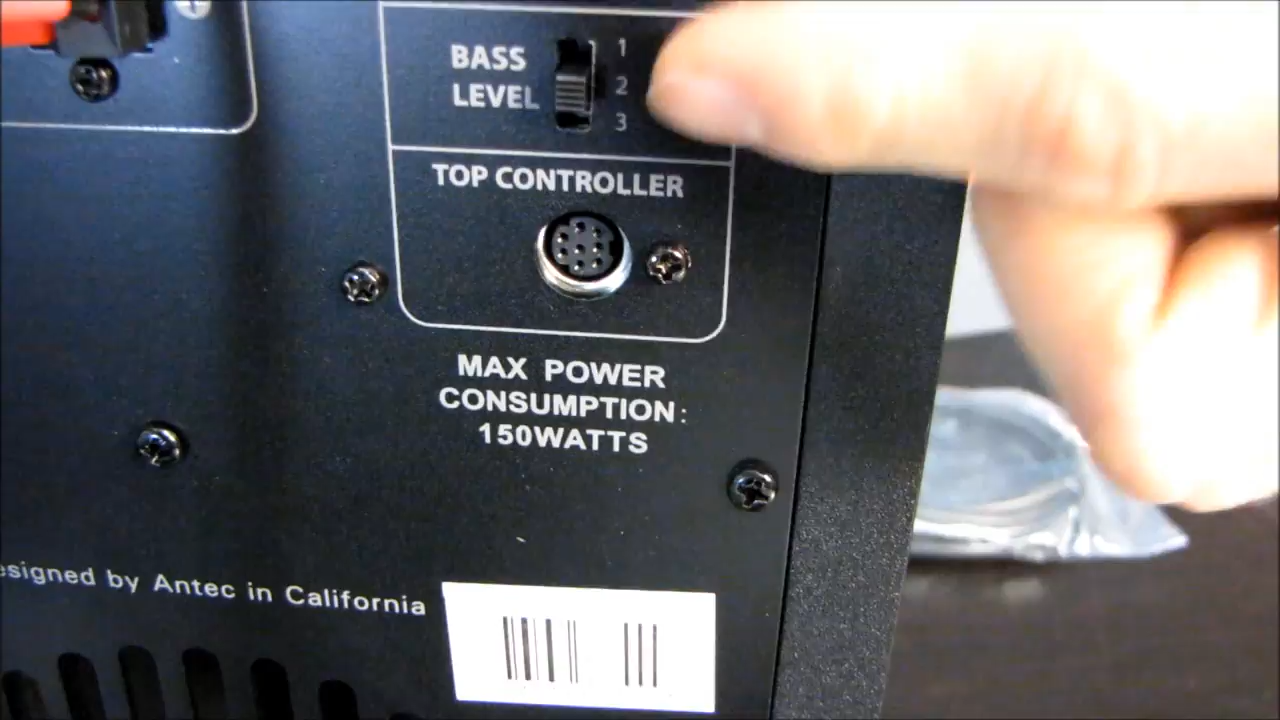 BASS
LEVEL
1
2
3
TOP CONTROLLER
MAX POWER
CONSUMPTION:
150WATTS
esigned by Antec in California